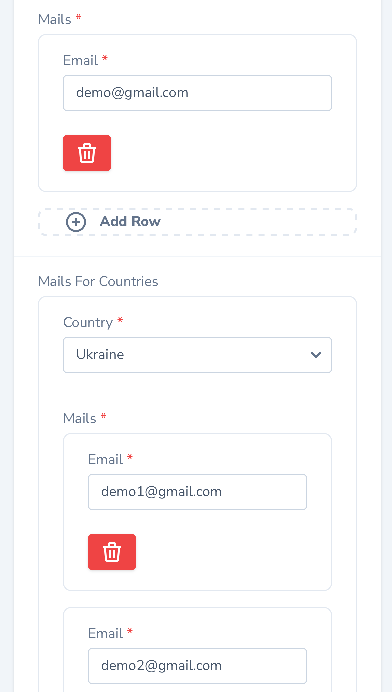 Mails *
Email *
demo@gmail.com
Add Row
Mails For Countries
Country *
Ukraine
Mails *
Email *
demo1@gmail.com
Email *
demo2@gmail.com